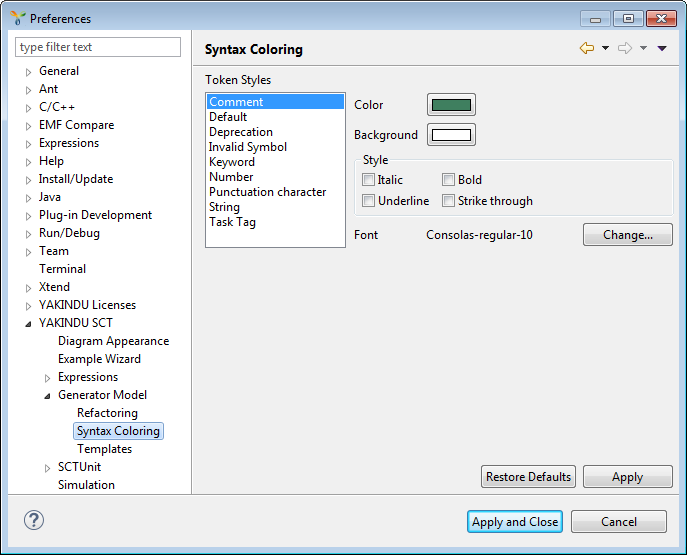 Preferences
type filter text
General
Ant
C/C++
EMF Compare
Expressions
Help
Install/Update
Java
Plug-in Development
Run/Debug
Team
Terminal
Xtend
YAKINDU Licenses
YAKINDU SCT
Diagram Appearance
Example Wizard
Expressions
Generator Model
Refactoring
Syntax Coloring
Templates
SCTUnit
Simulation
Syntax Coloring
Token Styles
Comment
Default
Deprecation
Invalid Symbol
Keyword
Number
Punctuation character
String
Task Tag
Color
Background
Style
Italic Bold
Underline Strike through
Font Consolas-regular-10 Change...
Restore Defaults Apply
? Apply and Close Cancel